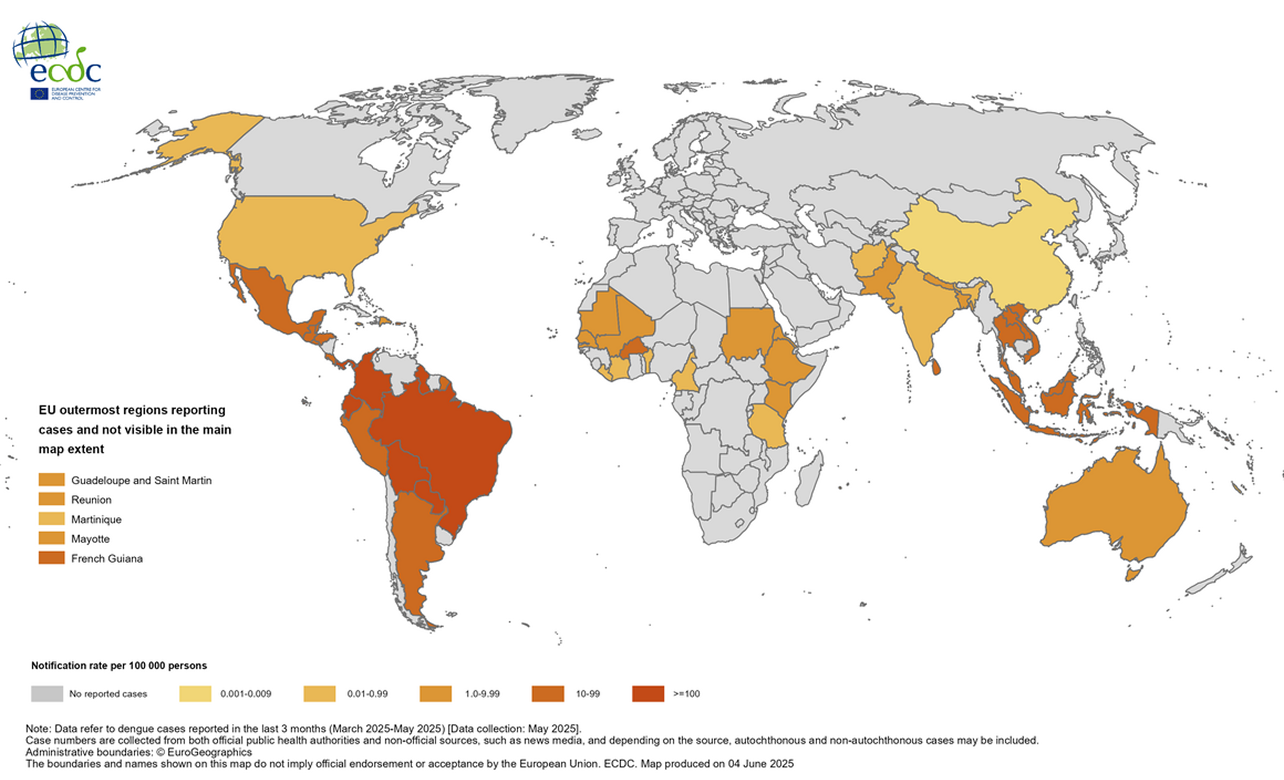 ecdc
EUROPEAN CENTRE FOR
DISEASE PREVENTION
AND CONTROL
EU outermost regions reporting
cases and not visible in the main
map extent
Guadeloupe and Saint Martin
Reunion
Martinique
Mayotte
French Guiana
Notification rate per 100 000 persons
No reported cases
0.001-0.009
0.01-0.99
1.0-9.99
10-99
>=100
Note: Data refer to dengue cases reported in the last 3 months (March 2025-May 2025) [Data collection: May 2025].
Case numbers are collected from both official public health authorities and non-official sources, such as news media, and depending on the source, autochthonous and non-autochthonous cases may be included.
Administrative boundaries: © EuroGeographics
The boundaries and names shown on this map do not imply official endorsement or acceptance by the European Union. ECDC. Map produced on 04 June 2025